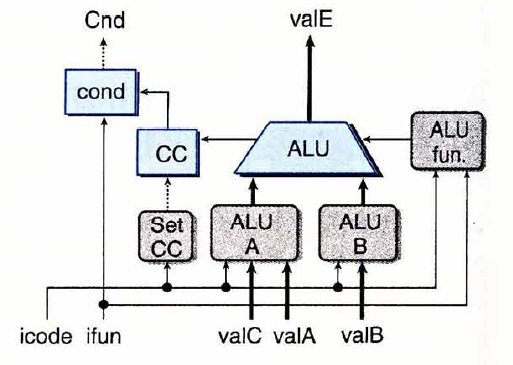 Cnd
valE
cond
CC
ALU
ALU
fun.
Set
CC
ALU
A
ALU
B
icode
ifun
valC
valA
valB